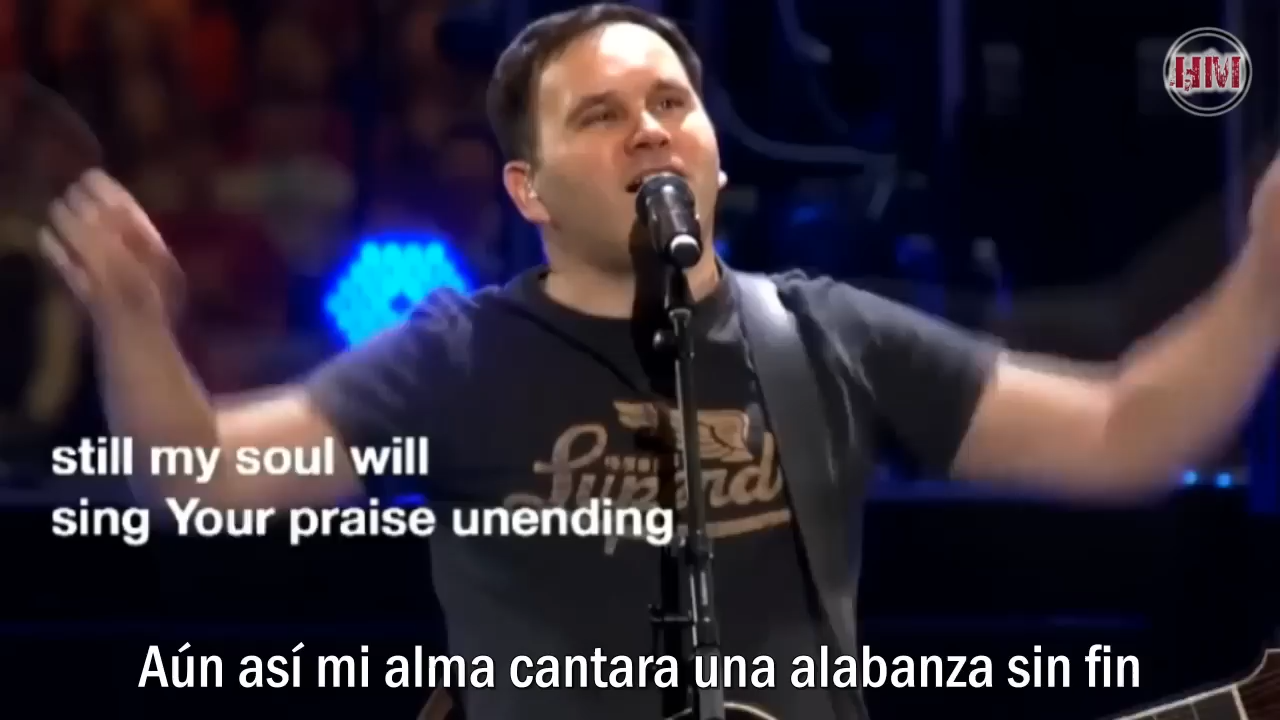 HM
still my soul will
sing Your praise unending
Aún así mi alma cantara una alabanza sin fin